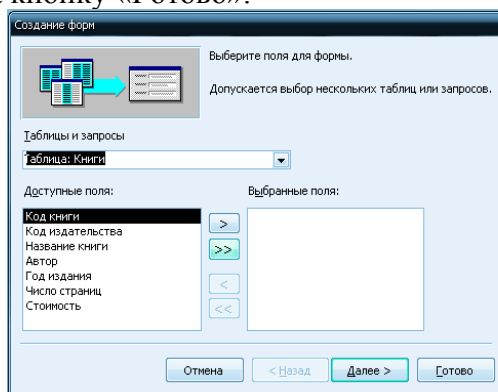 кнопку «Готово».
Создание форм
Выберите поля для формы.
Допускается выбор нескольких таблиц или запросов.
Таблицы и запросы
Таблица: Книги
Доступные поля:
Выбранные поля:
Код книги
Код издательства
Название книги
Автор
Год издания
Число страниц
Стоимость
>
>>
<
<<
Отмена
< Назад
Далее >
Готово